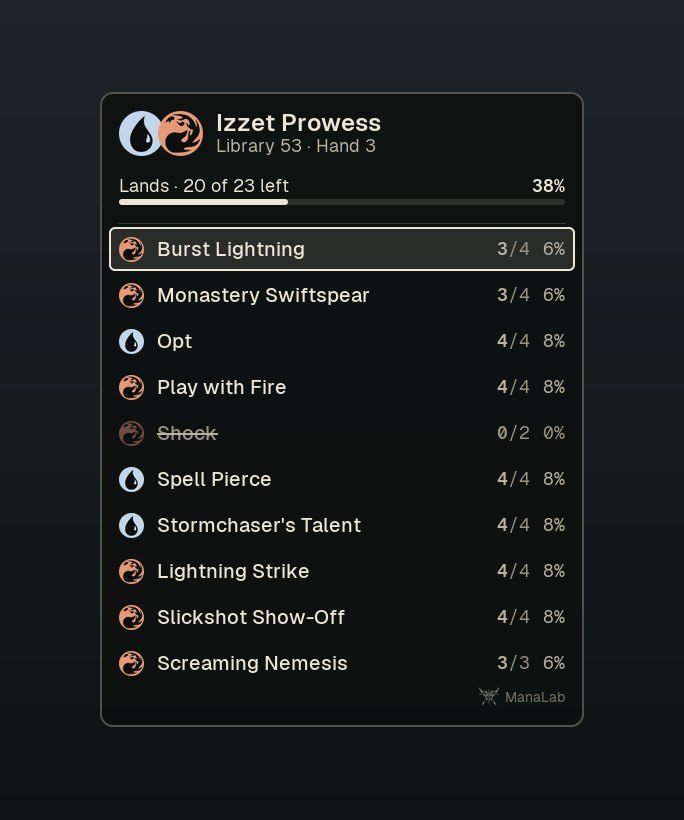 Izzet Prowess
Library 53 · Hand 3
Lands · 20 of 23 left 38%
Burst Lightning 3/4 6%
Monastery Swiftspear 3/4 6%
Opt 4/4 8%
Play with Fire 4/4 8%
Shock 0/2 0%
Spell Pierce 4/4 8%
Stormchaser's Talent 4/4 8%
Lightning Strike 4/4 8%
Slickshot Show-Off 4/4 8%
Screaming Nemesis 3/3 6%
ManaLab